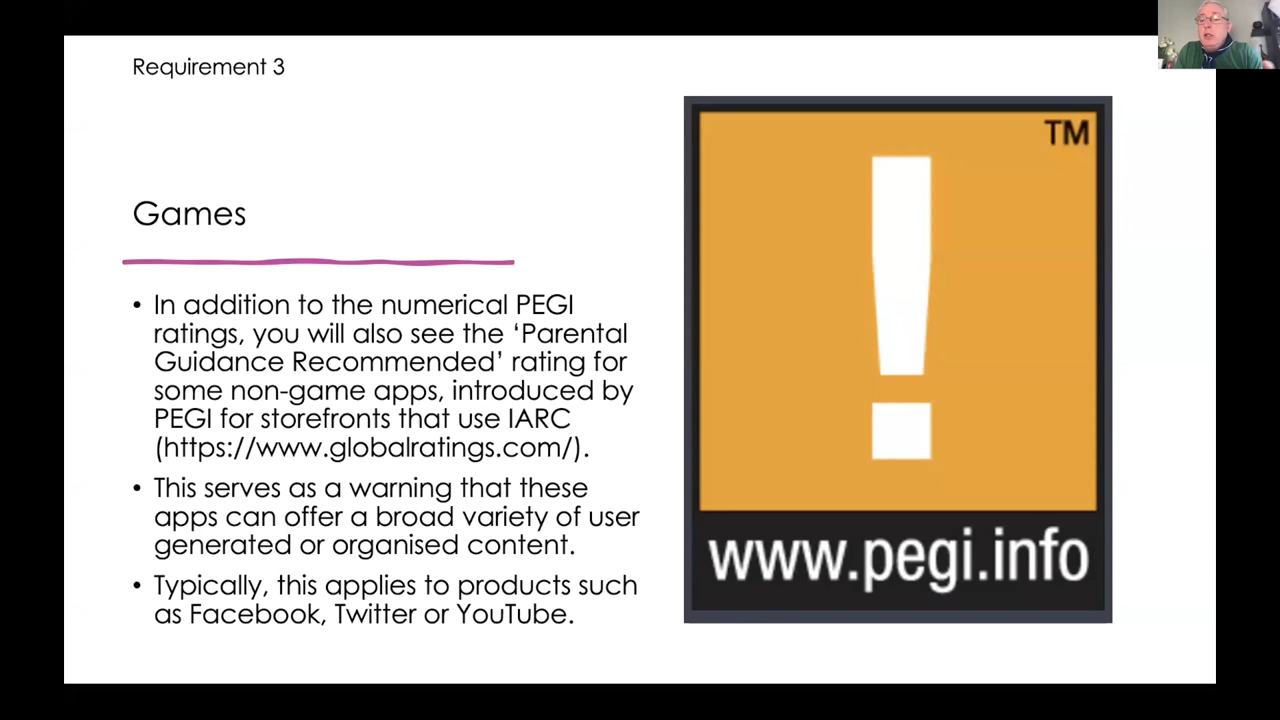 Requirement 3
Games
• In addition to the numerical PEGI
ratings, you will also see the ‘Parental
Guidance Recommended’ rating for
some non-game apps, introduced by
PEGI for storefronts that use IARC
(https://www.globalratings.com/).
• This serves as a warning that these
apps can offer a broad variety of user
generated or organised content.
• Typically, this applies to products such
as Facebook, Twitter or YouTube.
TM
!
www.pegi.info